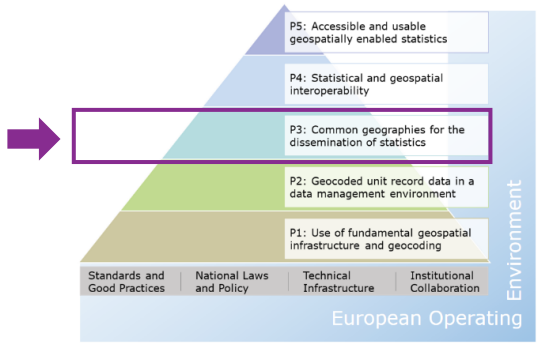 P5: Accessible and usable
geospatially enabled statistics
P4: Statistical and geospatial
interoperability
P3: Common geographies for the
dissemination of statistics
P2: Geocoded unit record data in a
data management environment
P1: Use of fundamental geospatial
infrastructure and geocoding
Standards and
Good Practices
National Laws
and Policy
Technical
Infrastructure
Institutional
Collaboration
European Operating
Environment